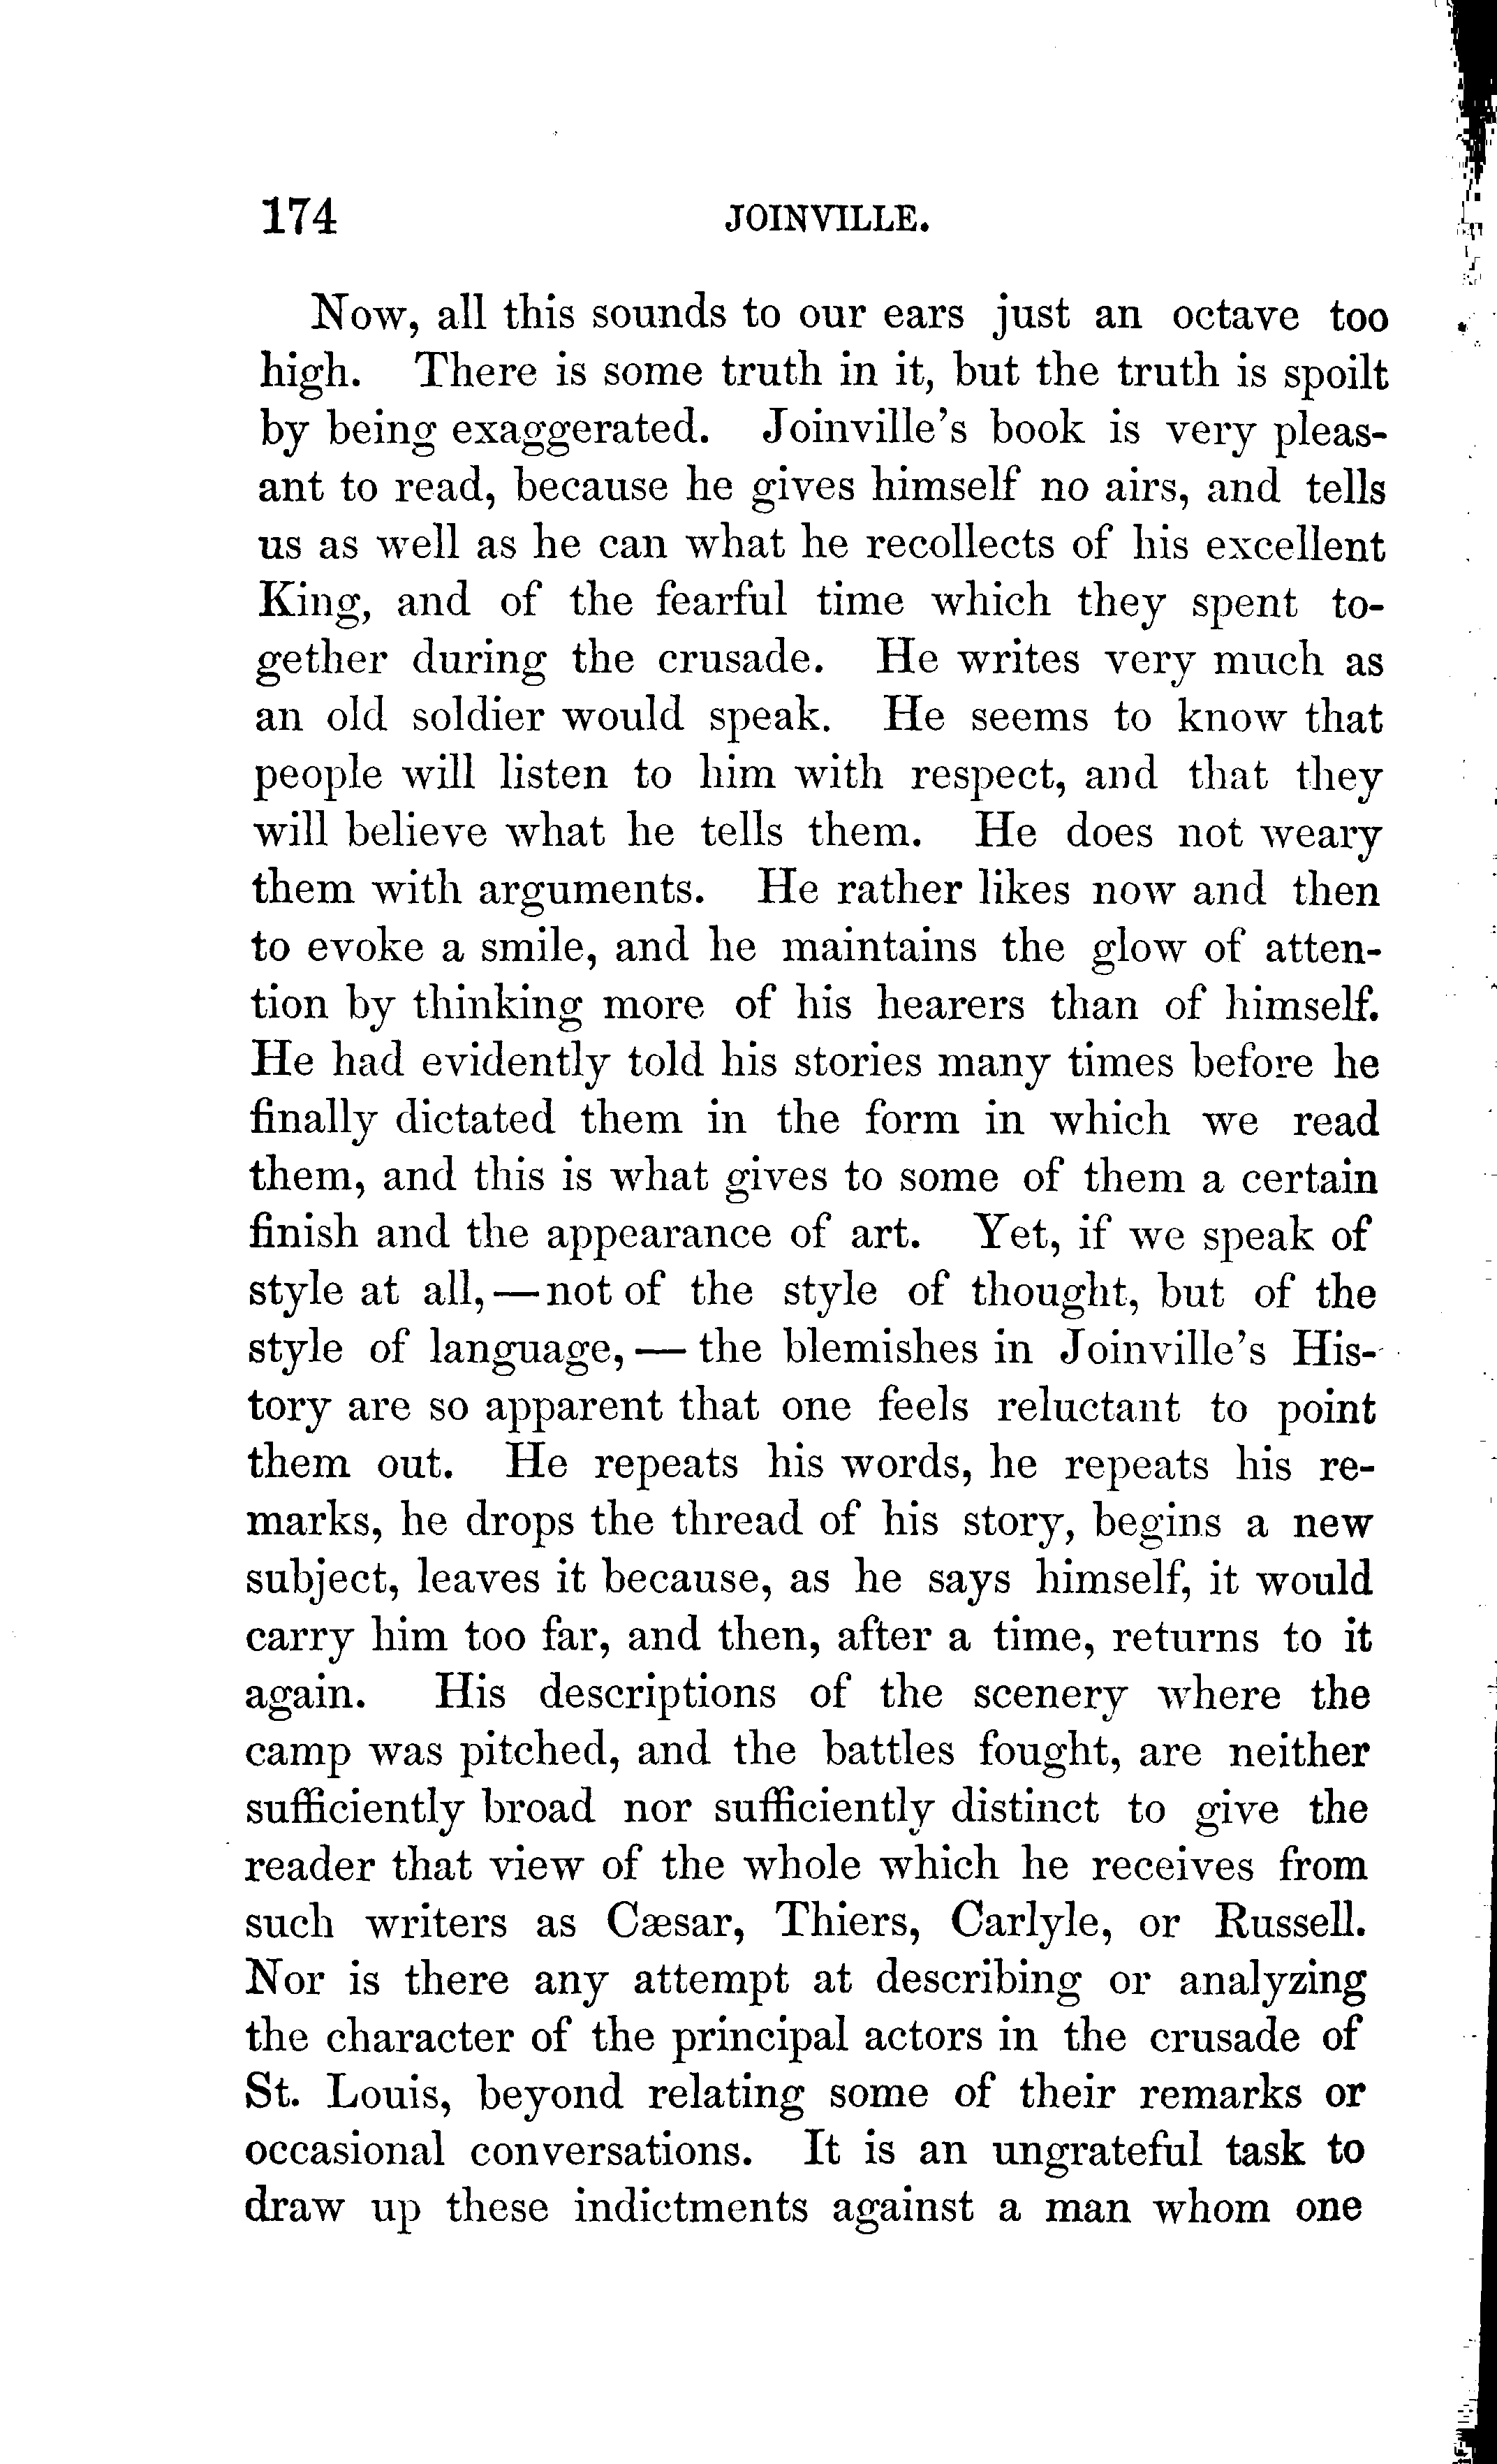 174 JOINVILLE.
Now, all this sounds to our ears just an octave too
high. There is some truth in it, but the truth is spoilt
by being exaggerated. Joinville's book is very pleas-
ant to read, because he gives himself no airs, and tells
us as well as he can what he recollects of his excellent
King, and of the fearful time which they spent to-
gether during the crusade. He writes very much as
an old soldier would speak. He seems to know that
people will listen to him with respect, and that they
will believe what he tells them. He does not weary
them with arguments. He rather likes now and then
to evoke a smile, and he maintains the glow of atten-
tion by thinking more of his hearers than of himself.
He had evidently told his stories many times before he
finally dictated them in the form in which we read
them, and this is what gives to some of them a certain
finish and the appearance of art. Yet, if we speak of
style at all,—not of the style of thought, but of the
style of language,—the blemishes in Joinville's His-
tory are so apparent that one feels reluctant to point
them out. He repeats his words, he repeats his re-
marks, he drops the thread of his story, begins a new
subject, leaves it because, as he says himself, it would
carry him too far, and then, after a time, returns to it
again. His descriptions of the scenery where the
camp was pitched, and the battles fought, are neither
sufficiently broad nor sufficiently distinct to give the
reader that view of the whole which he receives from
such writers as Cæsar, Thiers, Carlyle, or Russell.
Nor is there any attempt at describing or analyzing
the character of the principal actors in the crusade of
St. Louis, beyond relating some of their remarks or
occasional conversations. It is an ungrateful task to
draw up these indictments against a man whom one